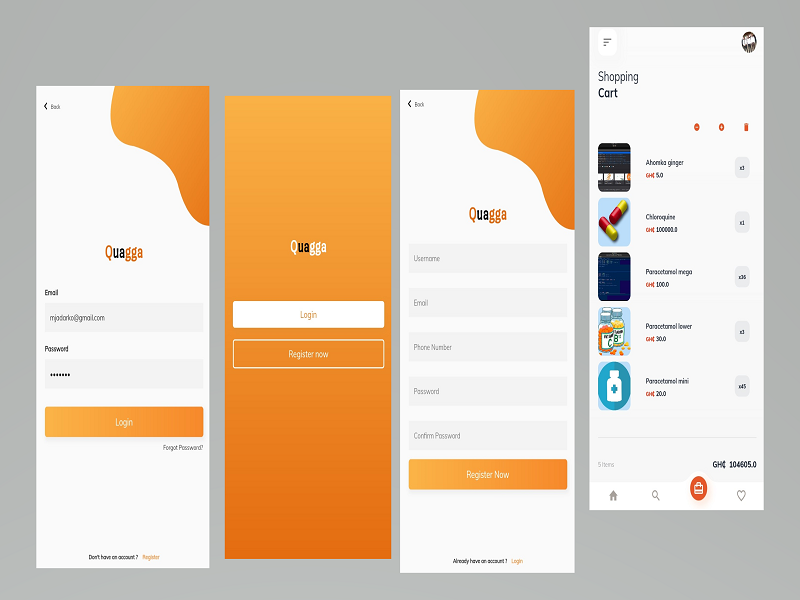 Back
Quagga
Email
mjadarko@gmail.com
Password
Login
Forgot Password?
Don't have an account ? Register
Quagga
Login
Register now
Back
Quagga
Username
Email
Phone Number
Password
Confirm Password
Register Now
Already have an account ? Login
Shopping
Cart
Ahomka ginger
GH₵ 5.0
x3
Chloroquine
GH₵ 100000.0
x1
Paracetamol mega
GH₵ 100.0
x36
Paracetamol lower
GH₵ 30.0
x3
Paracetamol mini
GH₵ 20.0
x45
5 Items
GH₵ 104605.0